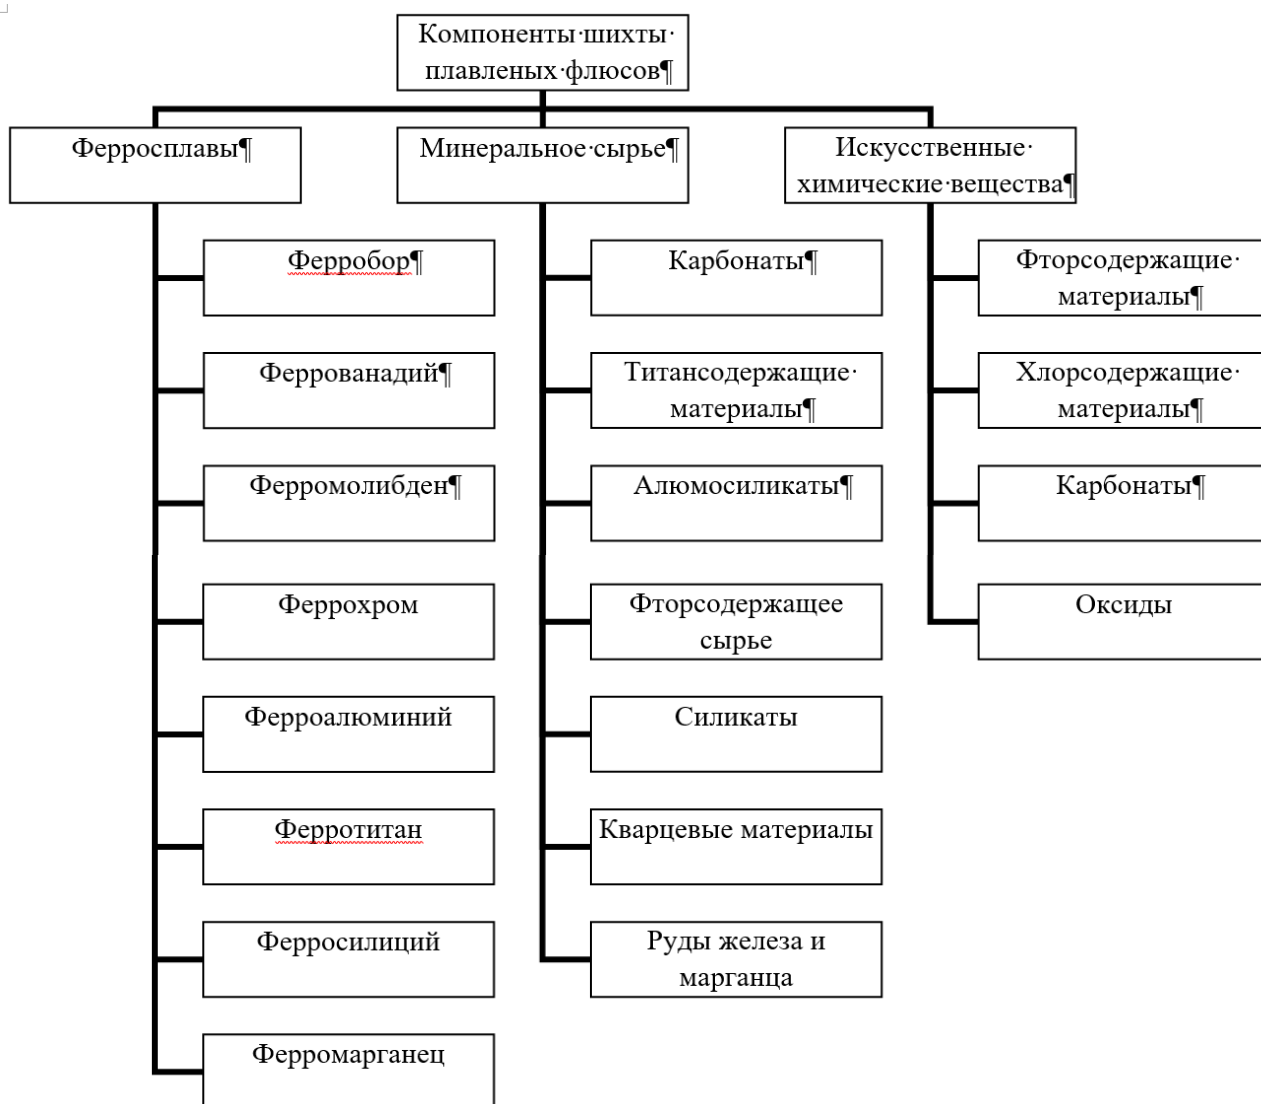 Компоненты·шихты·
плавленых·флюсов¶
Ферросплавы¶
Минеральное·сырье¶
Искусственные·
химические·вещества¶
Ферробор¶
Феррованадий¶
Ферромолибден¶
Феррохром
Ферроалюминий
Ферротитан
Ферросилиций
Ферромарганец
Карбонаты¶
Титансодержащие·
материалы¶
Алюмосиликаты¶
Фторсодержащее
сырье
Силикаты
Кварцевые материалы
Руды железа и
марганца
Фторсодержащие·
материалы¶
Хлорсодержащие·
материалы¶
Карбонаты¶
Оксиды